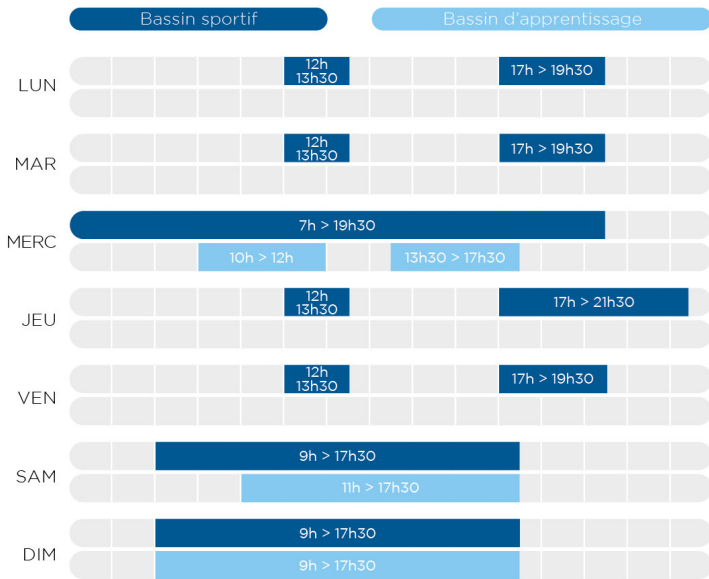 Bassin sportif
Bassin d'apprentissage
LUN
12h
13h30
17h > 19h30
MAR
12h
13h30
17h > 19h30
MERC
7h > 19h30
10h > 12h
13h30 > 17h30
JEU
12h
13h30
17h > 21h30
VEN
12h
13h30
17h > 19h30
SAM
9h > 17h30
11h > 17h30
DIM
9h > 17h30
9h > 17h30